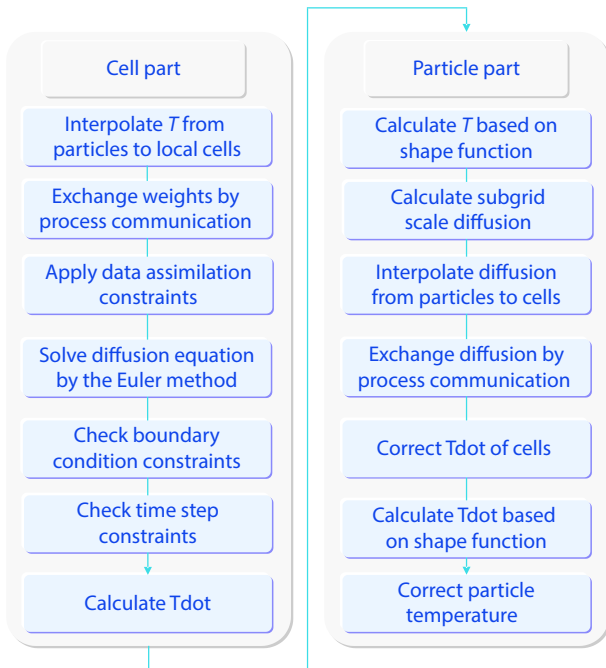 Cell part
Interpolate T from
particles to local cells
Exchange weights by
process communication
Apply data assimilation
constraints
Solve diffusion equation
by the Euler method
Check boundary
condition constraints
Check time step
constraints
Calculate Tdot
Particle part
Calculate T based on
shape function
Calculate subgrid
scale diffusion
Interpolate diffusion
from particles to cells
Exchange diffusion by
process communication
Correct Tdot of cells
Calculate Tdot based
on shape function
Correct particle
temperature